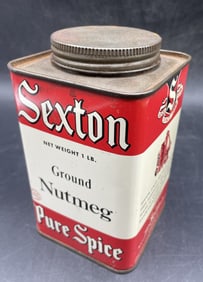 Sexton
NET WEIGHT 1 LB.
Ground
Nutmeg
Pure Spice
S